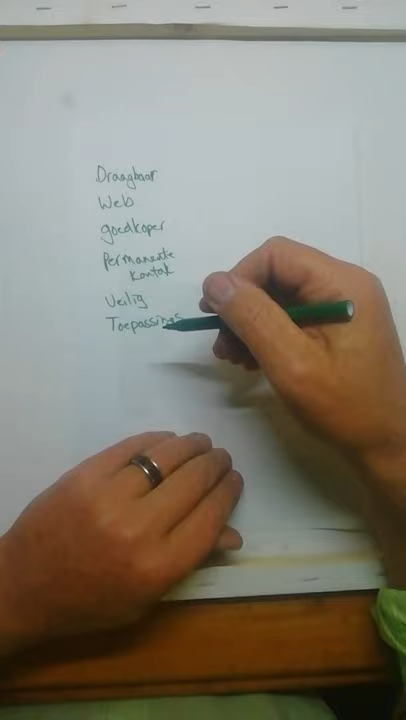 Draagbaar
Web
goedkoper
Permanente
kontak
Veilig
Toepassings